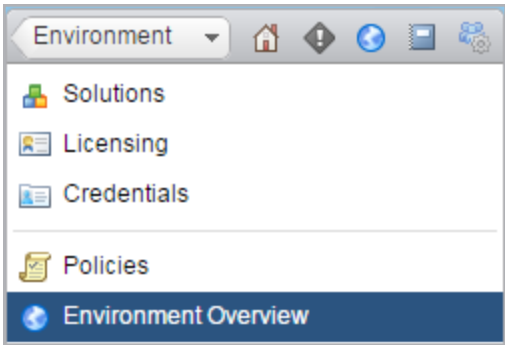 Environment
Solutions
Licensing
Credentials
Policies
Environment Overview